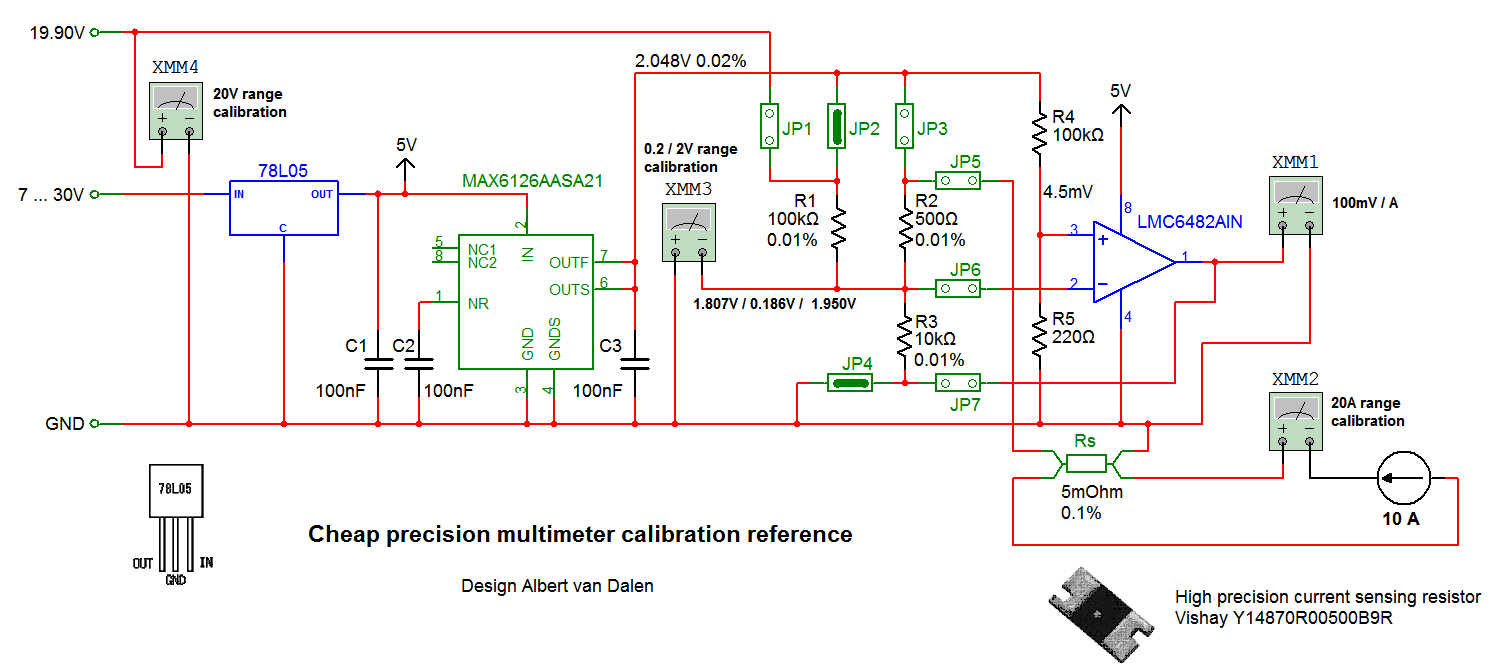 19.90V
XMM4
20V range
calibration
2.048V 0.02%
5V
JP1
JP2
JP3
R4
100kΩ
0.2 / 2V range
calibration
XMM3
5V
78L05
IN
OUT
C
7 ... 30V
MAX6126AASA21
JP5
4.5mV
XMM1
100mV / A
R1
100kΩ
0.01%
R2
500Ω
0.01%
8
LMC6482AIN
3
1
2
4
2
5
NC1
8
NC2
IN
OUTF
7
OUTS
6
1
NR
GND
GNDS
3
4
JP6
1.807V / 0.186V / 1.950V
R3
10kΩ
0.01%
R5
220Ω
C1
100nF
C2
100nF
C3
100nF
JP4
JP7
XMM2
20A range
calibration
GND
Rs
5mOhm
0.1%
10 A
78L05
OUT
GND
IN
Cheap precision multimeter calibration reference
Design Albert van Dalen
High precision current sensing resistor
Vishay Y14870R00500B9R